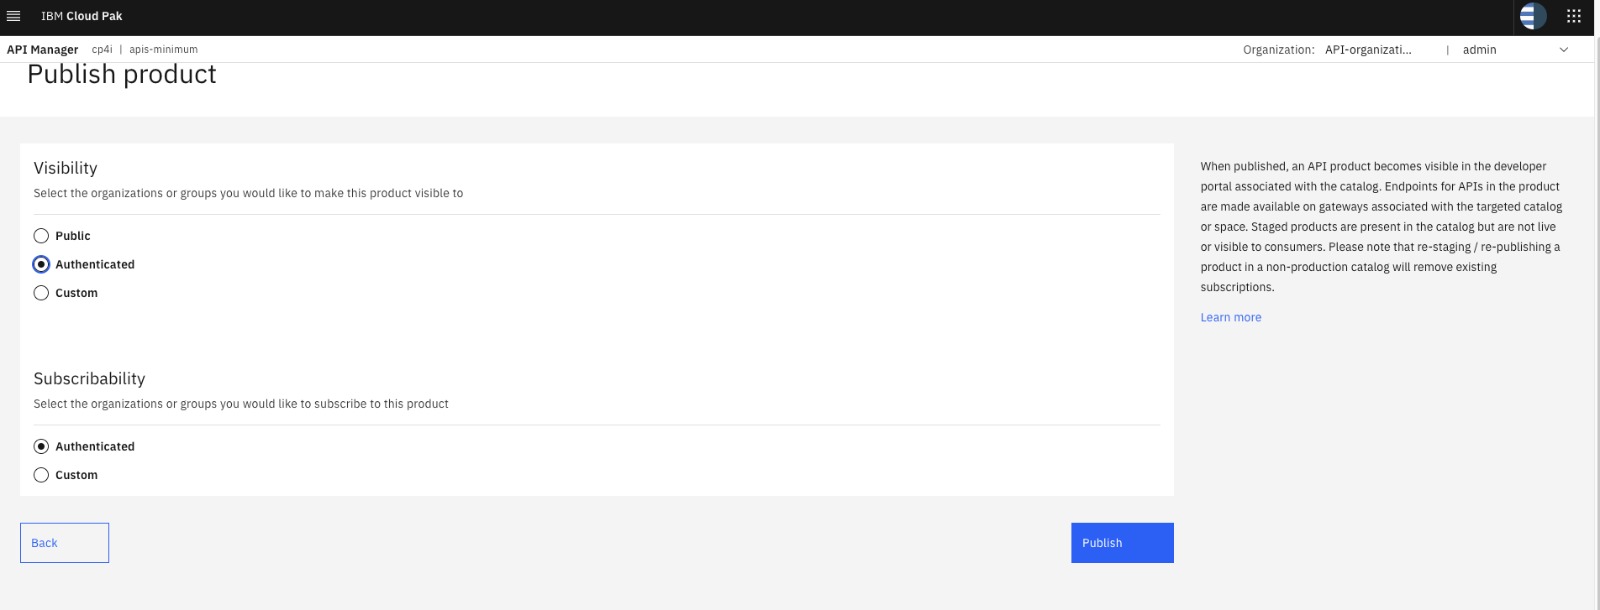 IBM Cloud Pak
API Manager cp4i | apis-minimum Organization: API-organizati... | admin
Publish product
Visibility
Select the organizations or groups you would like to make this product visible to
Public
Authenticated
Custom
Subscribability
Select the organizations or groups you would like to subscribe to this product
Authenticated
Custom
Back
Publish
When published, an API product becomes visible in the developer
portal associated with the catalog. Endpoints for APIs in the product
are made available on gateways associated with the targeted catalog
or space. Staged products are present in the catalog but are not live
or visible to consumers. Please note that re-staging / re-publishing a
product in a non-production catalog will remove existing
subscriptions.
Learn more